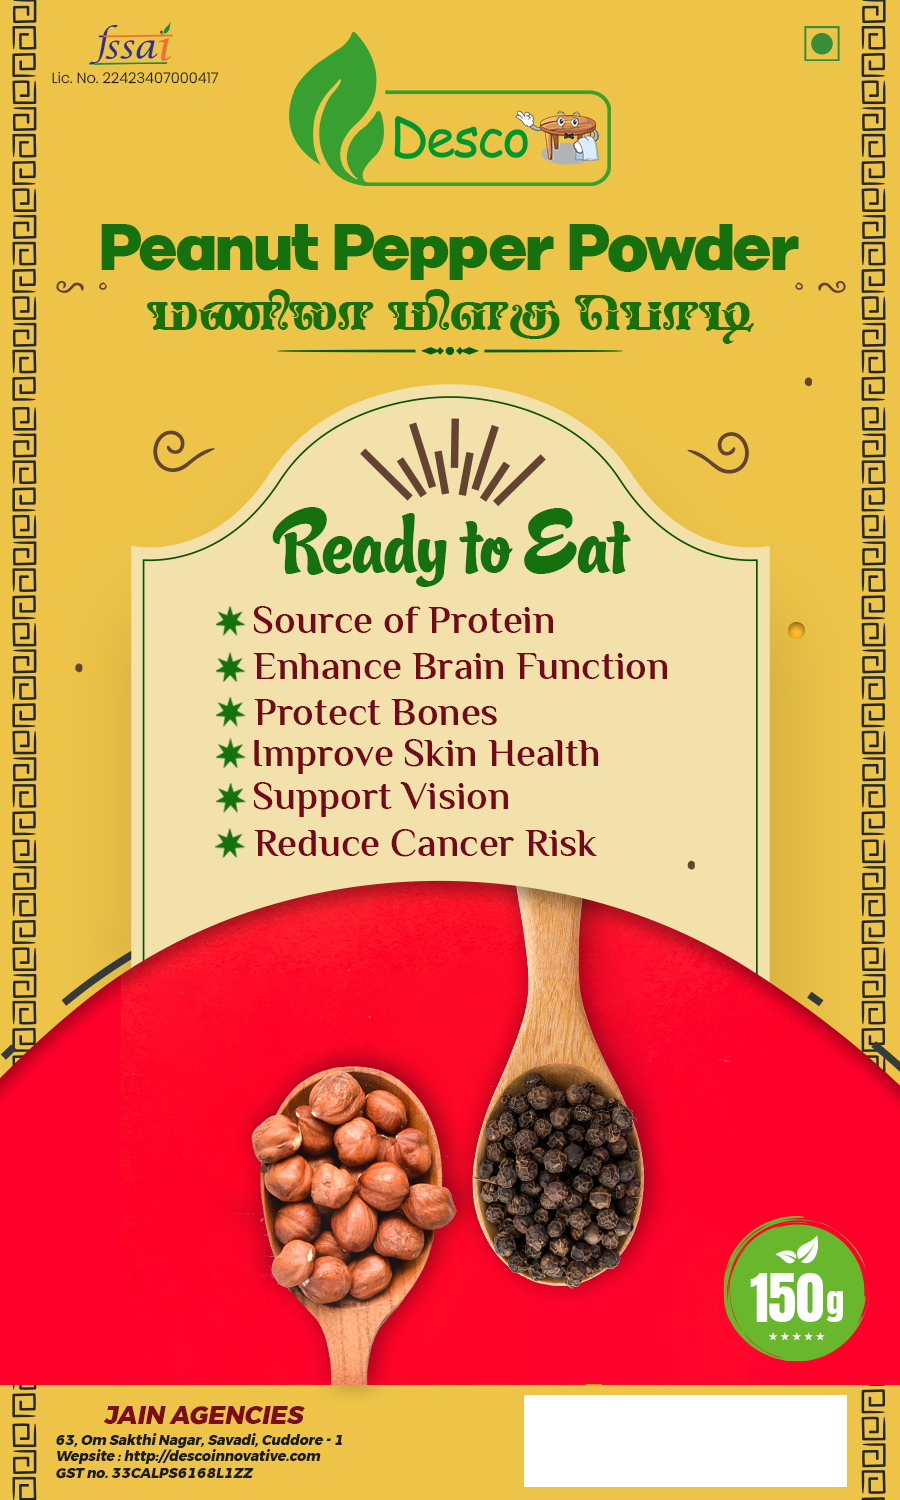 fssai
Lic. No. 22423407000417
Desco
Peanut Pepper Powder
மணிலா மிளகு பொடி
Ready to Eat
Source of Protein
Enhance Brain Function
Protect Bones
Improve Skin Health
Support Vision
Reduce Cancer Risk
150g
JAIN AGENCIES
63, Om Sakthi Nagar, Savadi, Cuddore - 1
Wepsite : http://descoinnovative.com
GST no. 33CALPS6168L1ZZ